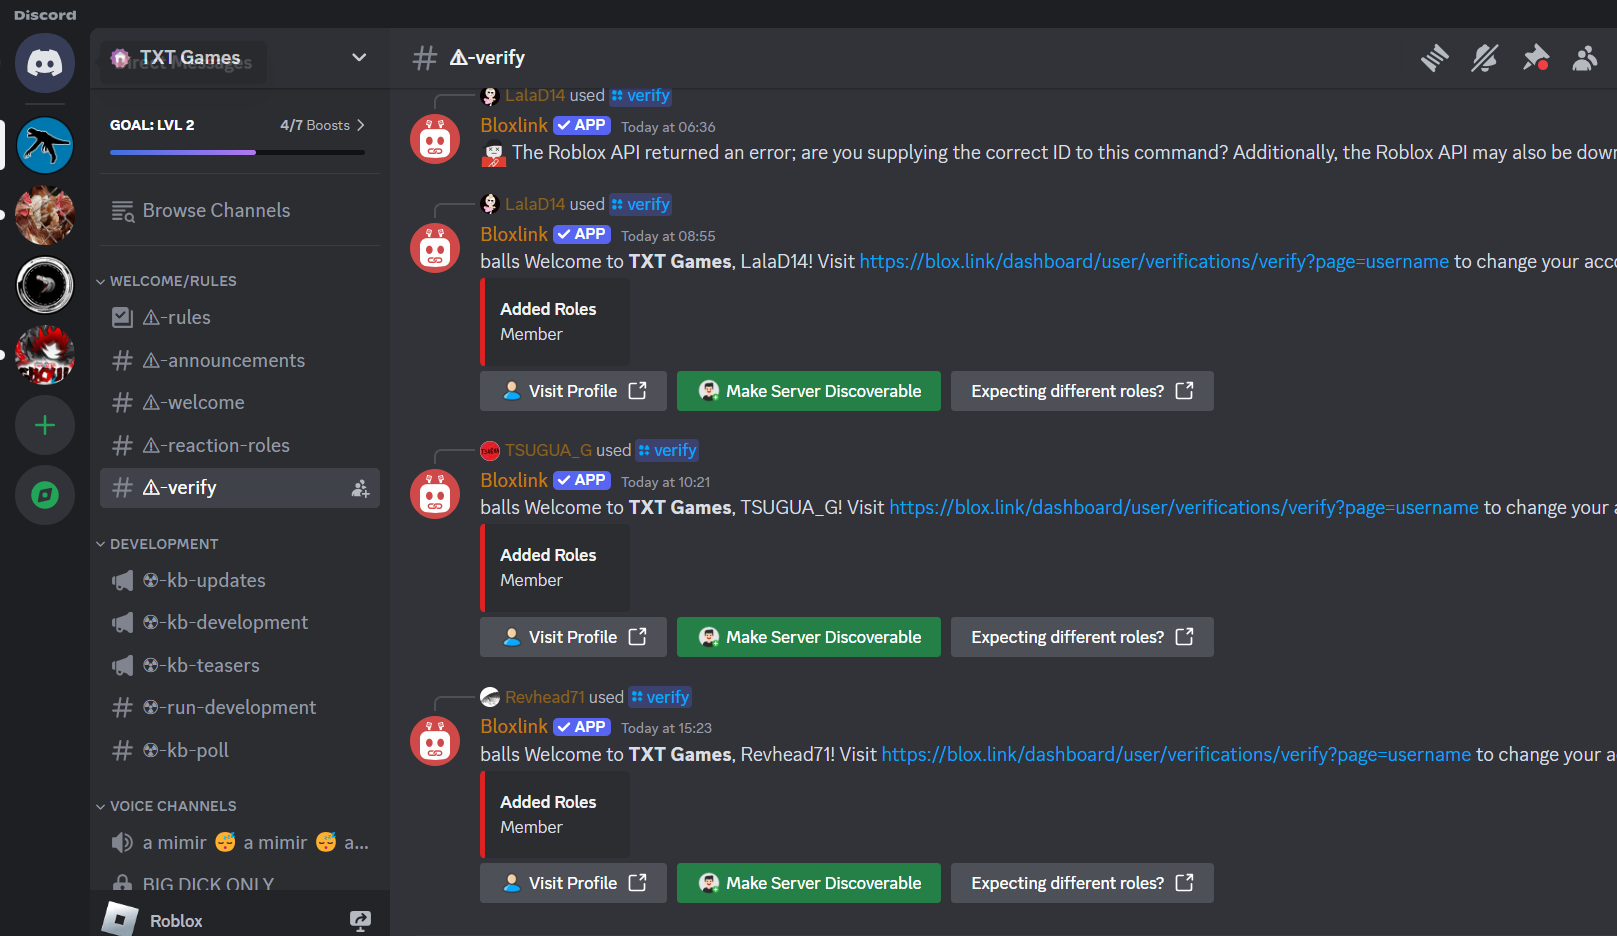 Discord
TXT Games
Direct Messages
GOAL: LVL 2
4/7 Boosts
Browse Channels
WELCOME/RULES
⚠-rules
⚠-announcements
⚠-welcome
⚠-reaction-roles
⚠-verify
DEVELOPMENT
☢-kb-updates
☢-kb-development
☢-kb-teasers
☢-run-development
☢-kb-poll
VOICE CHANNELS
a mimir 😴 a mimir 😴 a...
BIG DICK ONLY
Roblox
# ⚠-verify
LalaD14 used verify
Bloxlink ✓ APP Today at 06:36
The Roblox API returned an error; are you supplying the correct ID to this command? Additionally, the Roblox API may also be down
LalaD14 used verify
Bloxlink ✓ APP Today at 08:55
balls Welcome to TXT Games, LalaD14! Visit https://blox.link/dashboard/user/verifications/verify?page=username to change your acc
Added Roles
Member
Visit Profile
Make Server Discoverable
Expecting different roles?
TSUGUA_G used verify
Bloxlink ✓ APP Today at 10:21
balls Welcome to TXT Games, TSUGUA_G! Visit https://blox.link/dashboard/user/verifications/verify?page=username to change your a
Added Roles
Member
Visit Profile
Make Server Discoverable
Expecting different roles?
Revhead71 used verify
Bloxlink ✓ APP Today at 15:23
balls Welcome to TXT Games, Revhead71! Visit https://blox.link/dashboard/user/verifications/verify?page=username to change your a
Added Roles
Member
Visit Profile
Make Server Discoverable
Expecting different roles?